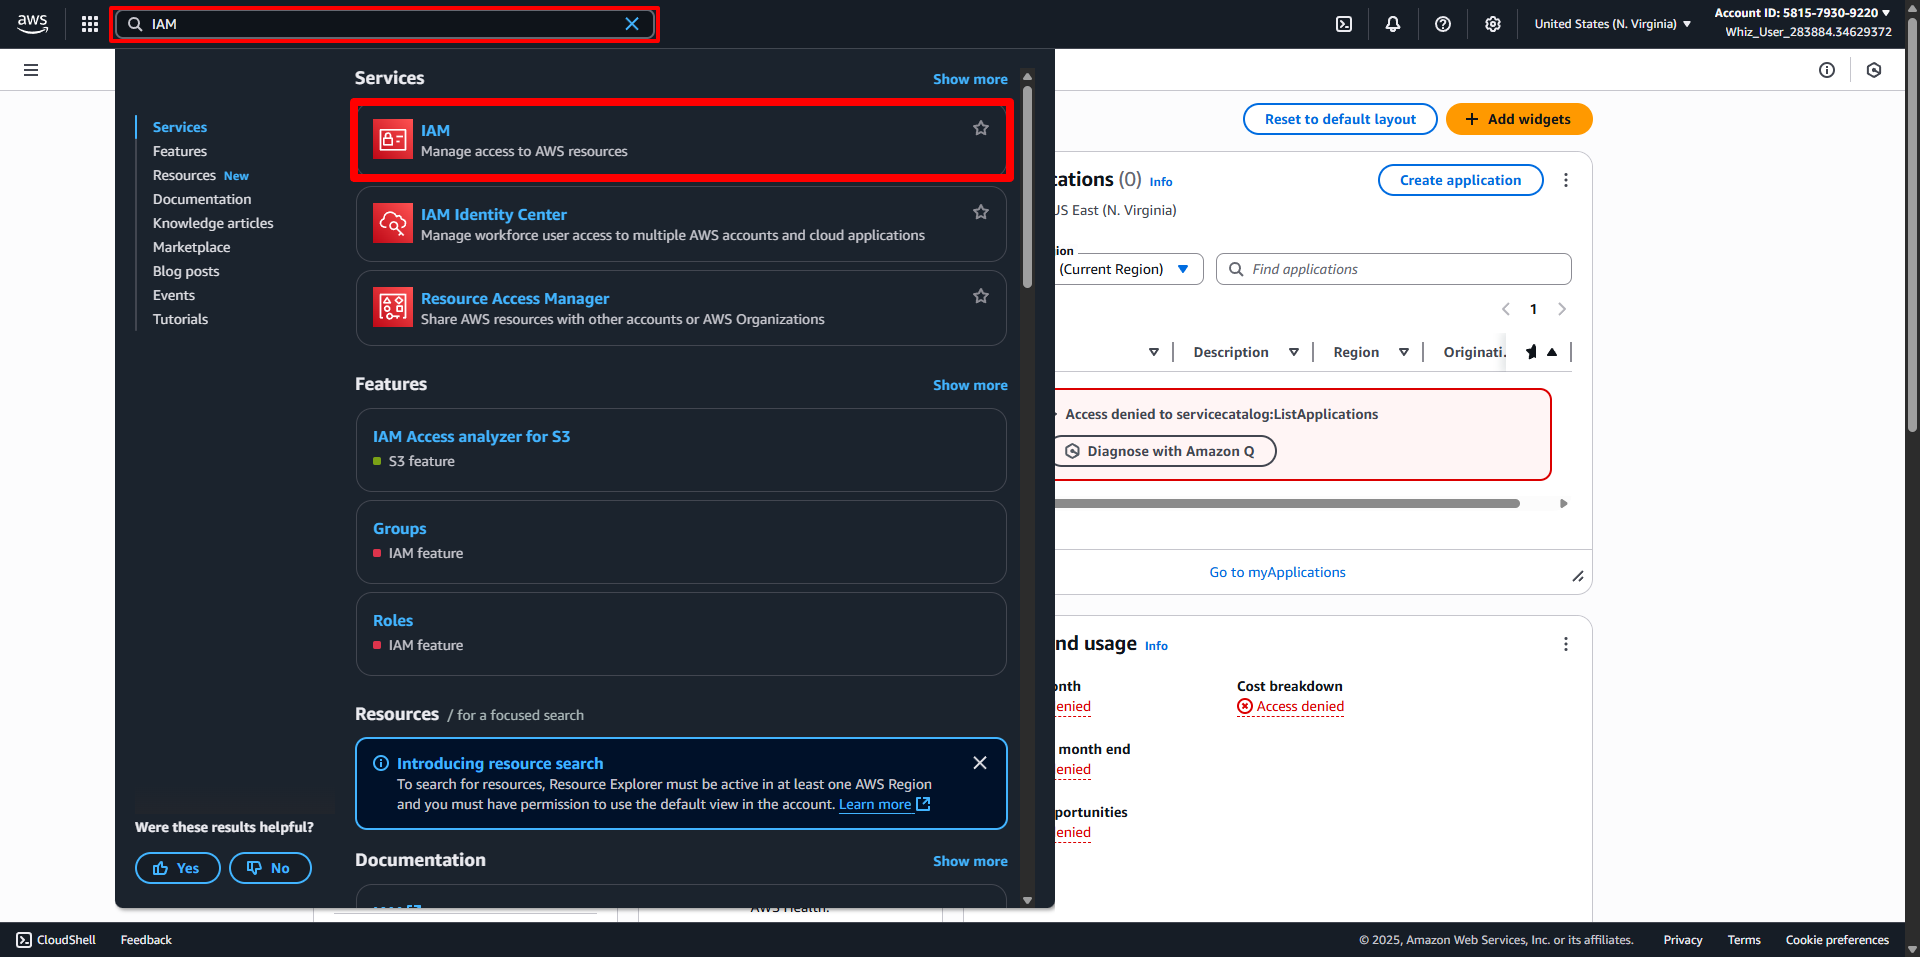 aws
IAM
United States (N. Virginia)
Account ID: 5815-7930-9220
Whiz_User_283884.34629372
Services
Features
Resources New
Documentation
Knowledge articles
Marketplace
Blog posts
Events
Tutorials
Were these results helpful?
Yes
No
Services
Show more
IAM
Manage access to AWS resources
IAM Identity Center
Manage workforce user access to multiple AWS accounts and cloud applications
Resource Access Manager
Share AWS resources with other accounts or AWS Organizations
Features
Show more
IAM Access analyzer for S3
S3 feature
Groups
IAM feature
Roles
IAM feature
Resources / for a focused search
Introducing resource search
To search for resources, Resource Explorer must be active in at least one AWS Region
and you must have permission to use the default view in the account. Learn more
Documentation
Show more
Reset to default layout
Add widgets
cations (0) Info
Create application
US East (N. Virginia)
ion
(Current Region)
Find applications
1
Description
Region
Originati.
Access denied to servicecatalog:ListApplications
Diagnose with Amazon Q
Go to myApplications
nd usage Info
onth
enied
Cost breakdown
Access denied
month end
enied
portunities
enied
AWS Health.
CloudShell
Feedback
© 2025, Amazon Web Services, Inc. or its affiliates.
Privacy
Terms
Cookie preferences